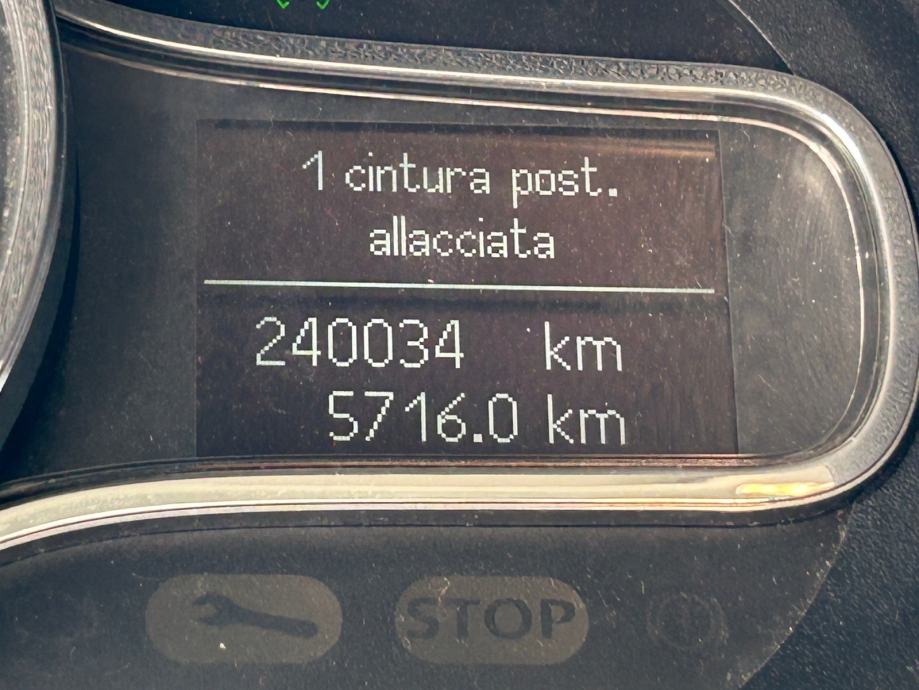 1 cintura post.
allacciata
240034 km
5716.0 km
STOP